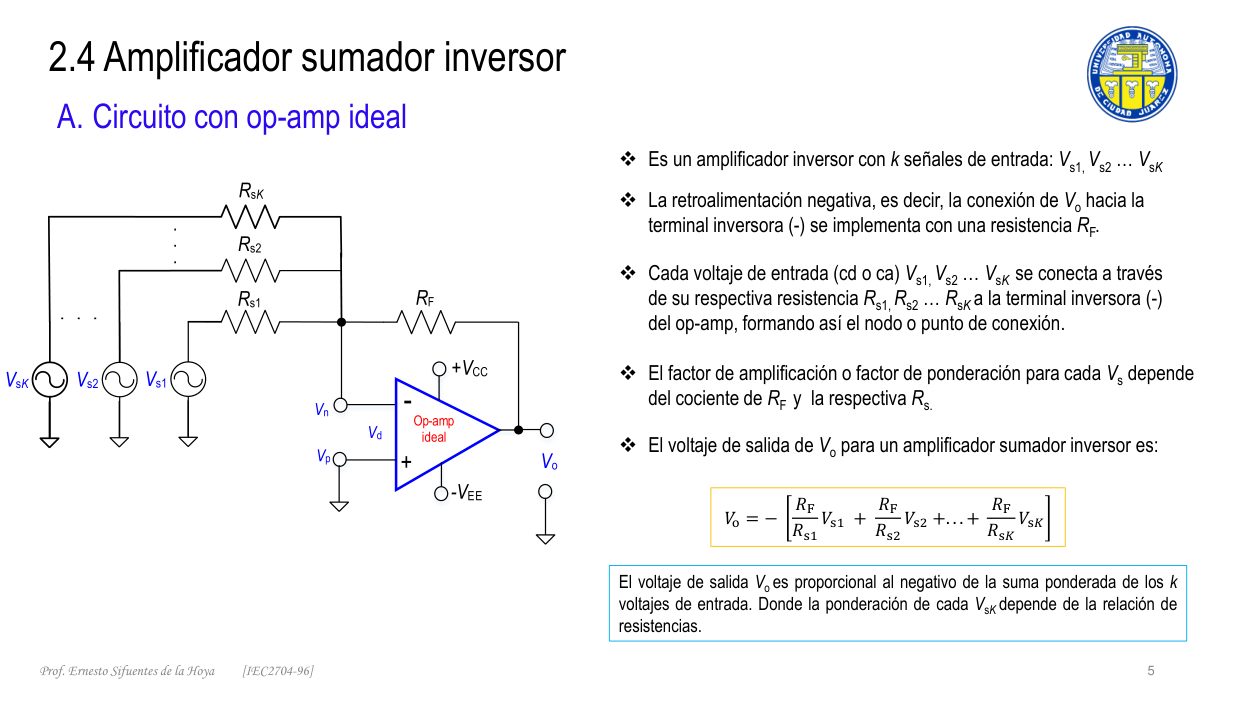 2.4 Amplificador sumador inversor
A. Circuito con op-amp ideal
UNIVERSIDAD AUTONOMA
DE CIUDAD JUAREZ
RsK
Rs2
Rs1
RF
VsK
Vs2
Vs1
+VCC
Vn
-
Op-amp
ideal
Vd
Vp
+
Vo
-VEE
❖ Es un amplificador inversor con k señales de entrada: Vs1, Vs2 … VsK
❖ La retroalimentación negativa, es decir, la conexión de Vo hacia la
terminal inversora (-) se implementa con una resistencia RF.
❖ Cada voltaje de entrada (cd o ca) Vs1, Vs2 … VsK se conecta a través
de su respectiva resistencia Rs1, Rs2 … RsK a la terminal inversora (-)
del op-amp, formando así el nodo o punto de conexión.
❖ El factor de amplificación o factor de ponderación para cada Vs depende
del cociente de RF y la respectiva Rs.
❖ El voltaje de salida de Vo para un amplificador sumador inversor es:
Vo = − [RF/Rs1 Vs1 + RF/Rs2 Vs2 +…+ RF/RsK VsK]
El voltaje de salida Vo es proporcional al negativo de la suma ponderada de los k
voltajes de entrada. Donde la ponderación de cada VsK depende de la relación de
resistencias.
Prof. Ernesto Sifuentes de la Hoya [IEC2704-96]
5